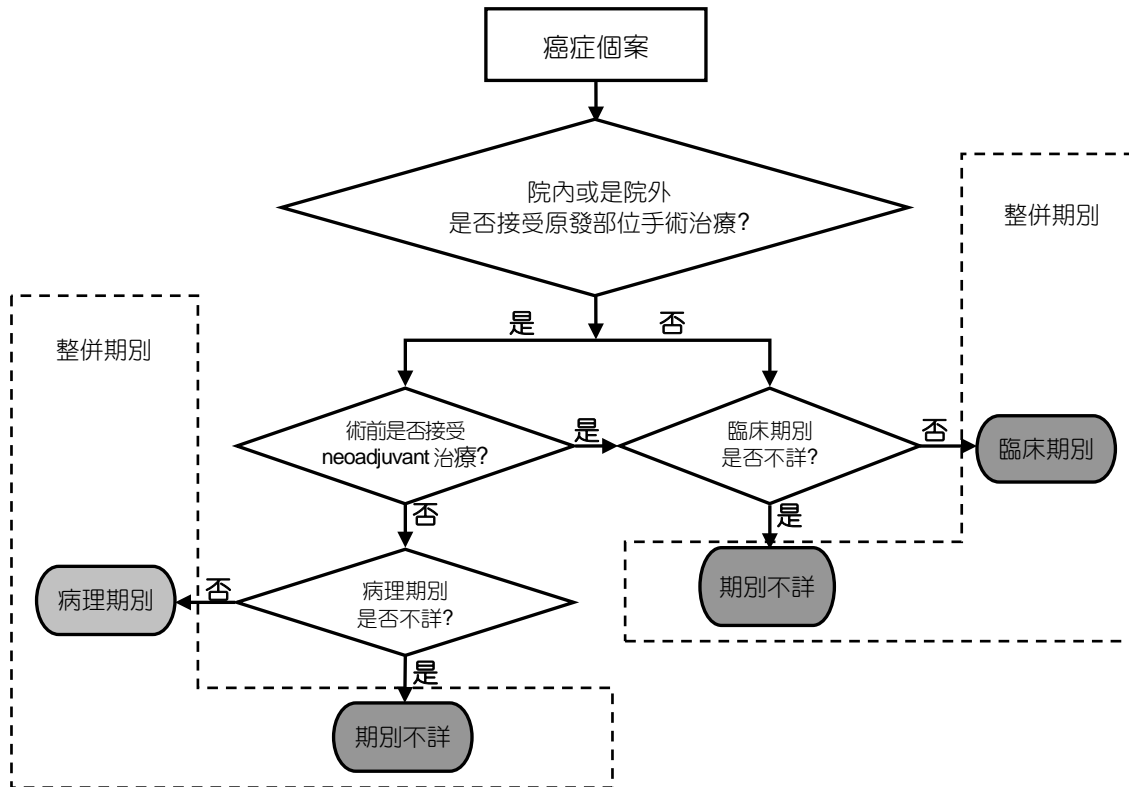 癌症個案
院內或是院外
是否接受原發部位手術治療?
整併期別
是
否
整併期別
術前是否接受
neoadjuvant 治療?
是
臨床期別
是否不詳?
否
臨床期別
否
是
病理期別
否
病理期別
是否不詳?
期別不詳
是
期別不詳